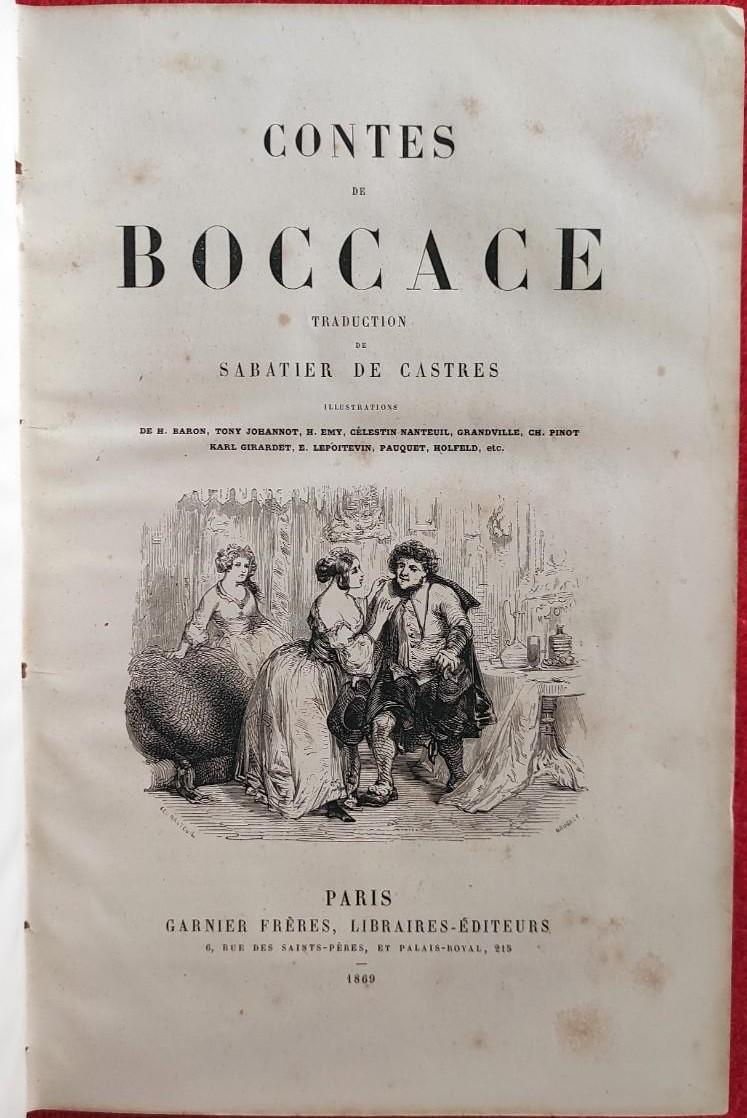 CONTES
DE
BOCCACE
TRADUCTION
DE
SABATIER DE CASTRES
ILLUSTRATIONS
DE H. BARON, TONY JOHANNOT, H. EMY, CÉLESTIN NANTEUIL, GRANDVILLE, CH. PINOT
KARL GIRARDET, E. LEPOITEVIN, PAUQUET, HOLFELD, etc.
NANTEUIL
PARIS
GARNIER FRÈRES, LIBRAIRES-ÉDITEURS
6, RUE DES SAINTS-PÈRES, ET PALAIS-ROYAL, 215
1869